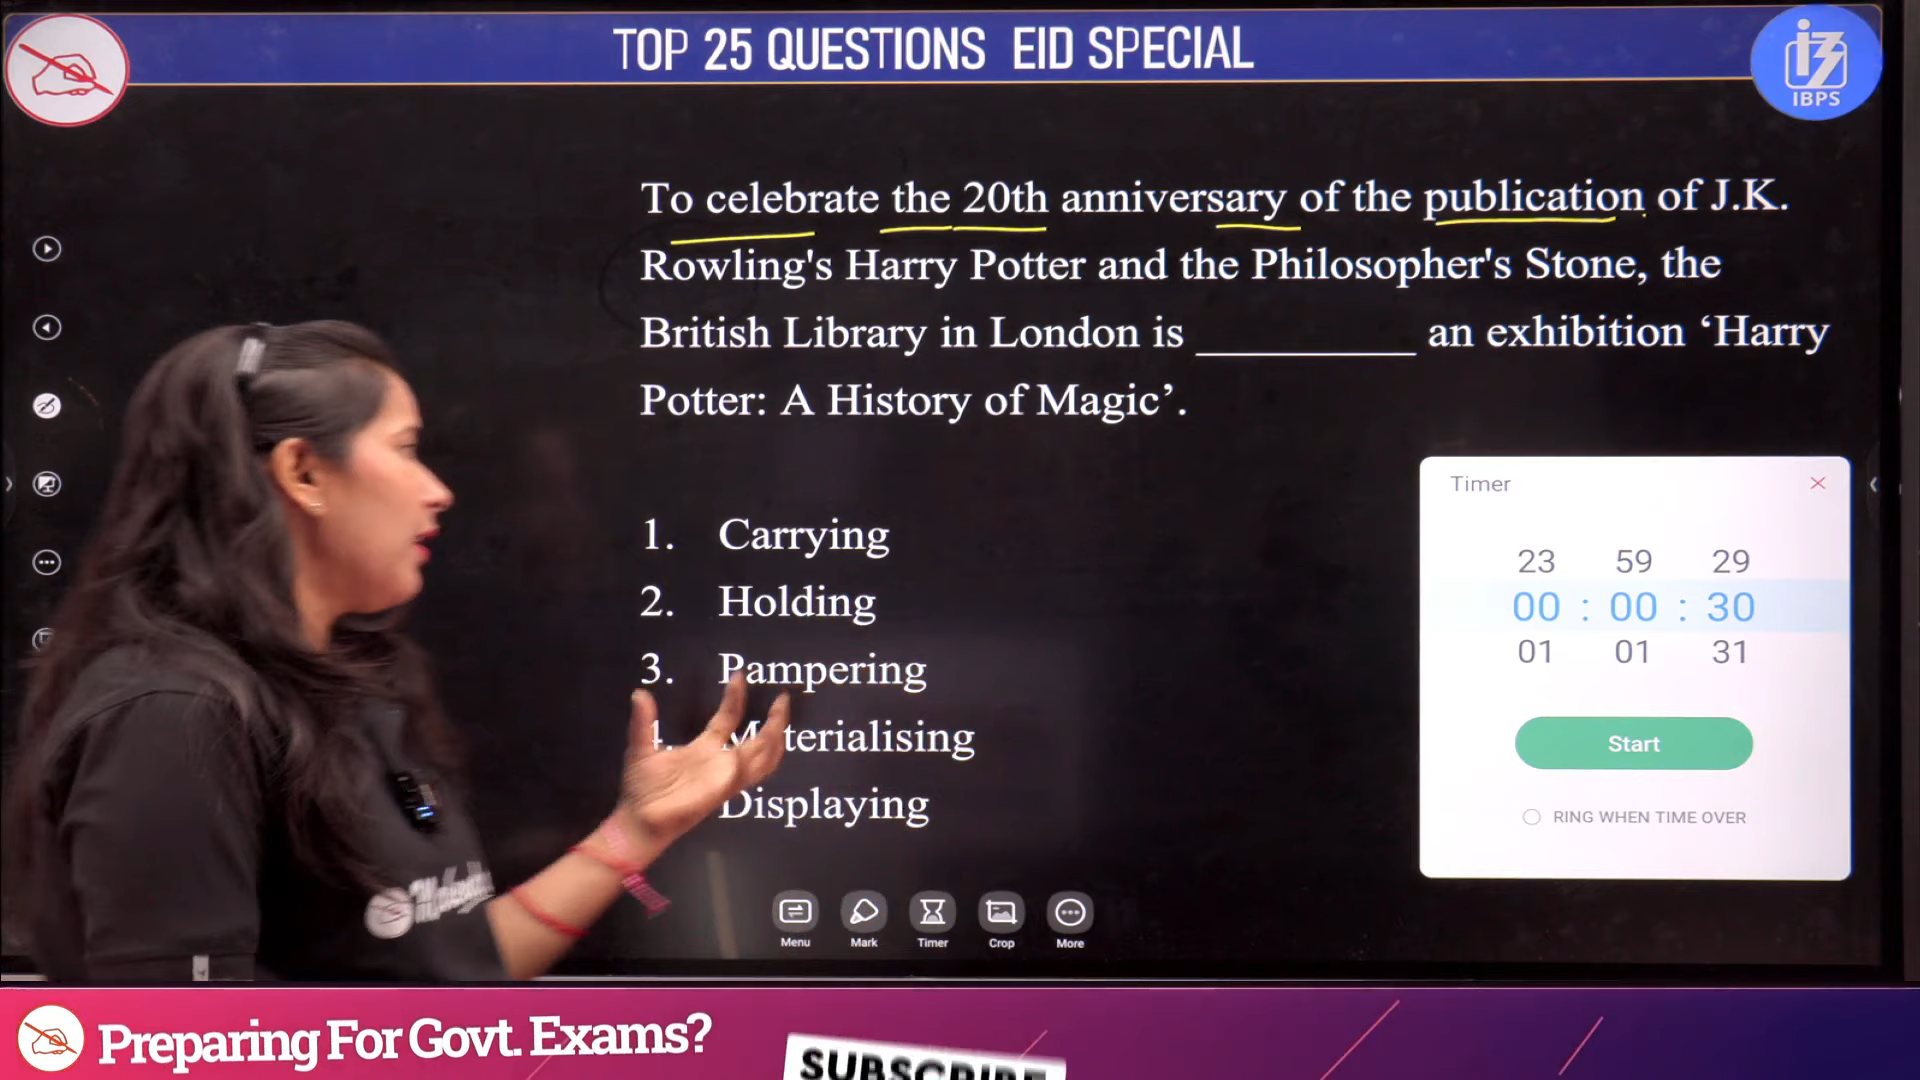 TOP 25 QUESTIONS EID SPECIAL
IBPS
To celebrate the 20th anniversary of the publication of J.K.
Rowling's Harry Potter and the Philosopher's Stone, the
British Library in London is __________ an exhibition ‘Harry
Potter: A History of Magic’.
1. Carrying
2. Holding
3. Pampering
4. Materialising
Displaying
Timer
23 59 29
00 : 00 : 30
01 01 31
Start
RING WHEN TIME OVER
Menu Mark Timer Crop More
Preparing For Govt. Exams?
SUBSCRIBE